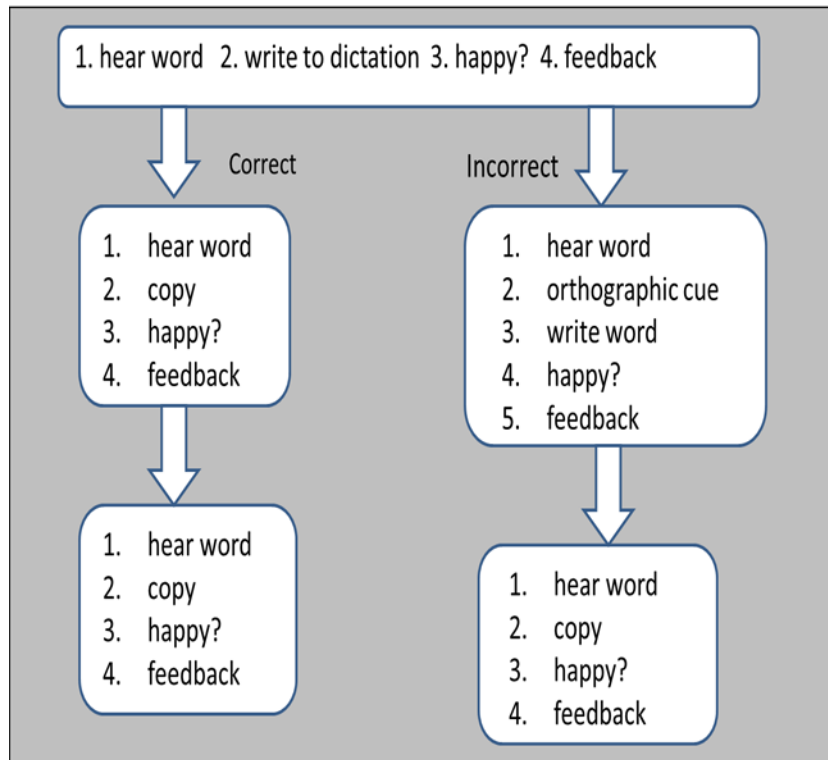 1. hear word 2. write to dictation 3. happy? 4. feedback
Correct
Incorrect
1. hear word
2. copy
3. happy?
4. feedback
1. hear word
2. orthographic cue
3. write word
4. happy?
5. feedback
1. hear word
2. copy
3. happy?
4. feedback
1. hear word
2. copy
3. happy?
4. feedback